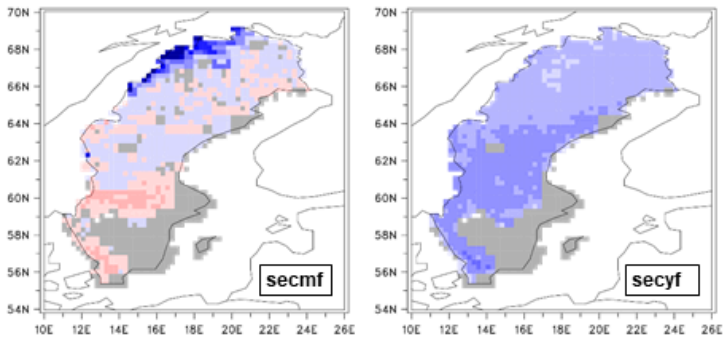 70N 70N
68N 68N
66N 66N
64N 64N
62N 62N
60N 60N
58N 58N
56N 56N
secmf secyf
54N 54N
10E 12E 14E 16E 18E 20E 22E 24E 26E 10E 12E 14E 16E 18E 20E 22E 24E 26E